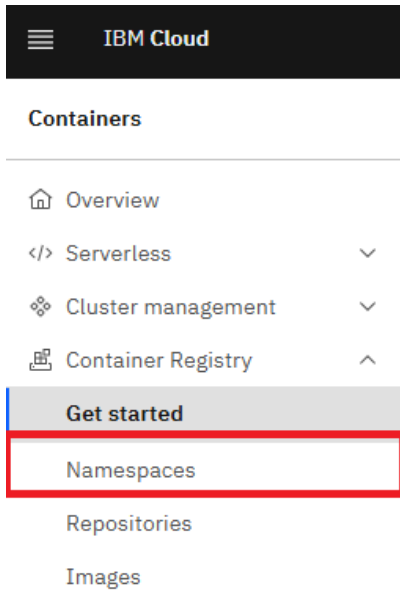 IBM Cloud
Containers
Overview
</> Serverless
Cluster management
Container Registry
Get started
Namespaces
Repositories
Images